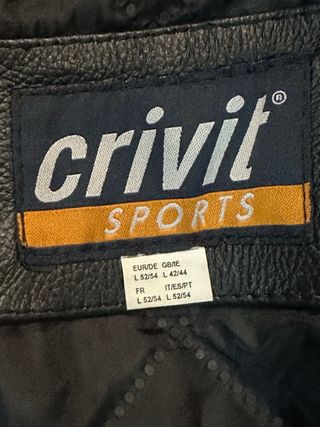 crivit®
SPORTS
EUR/DE GB/IE
L 52/54 L 42/44
FR IT/ES/PT
L 52/54 L 52/54